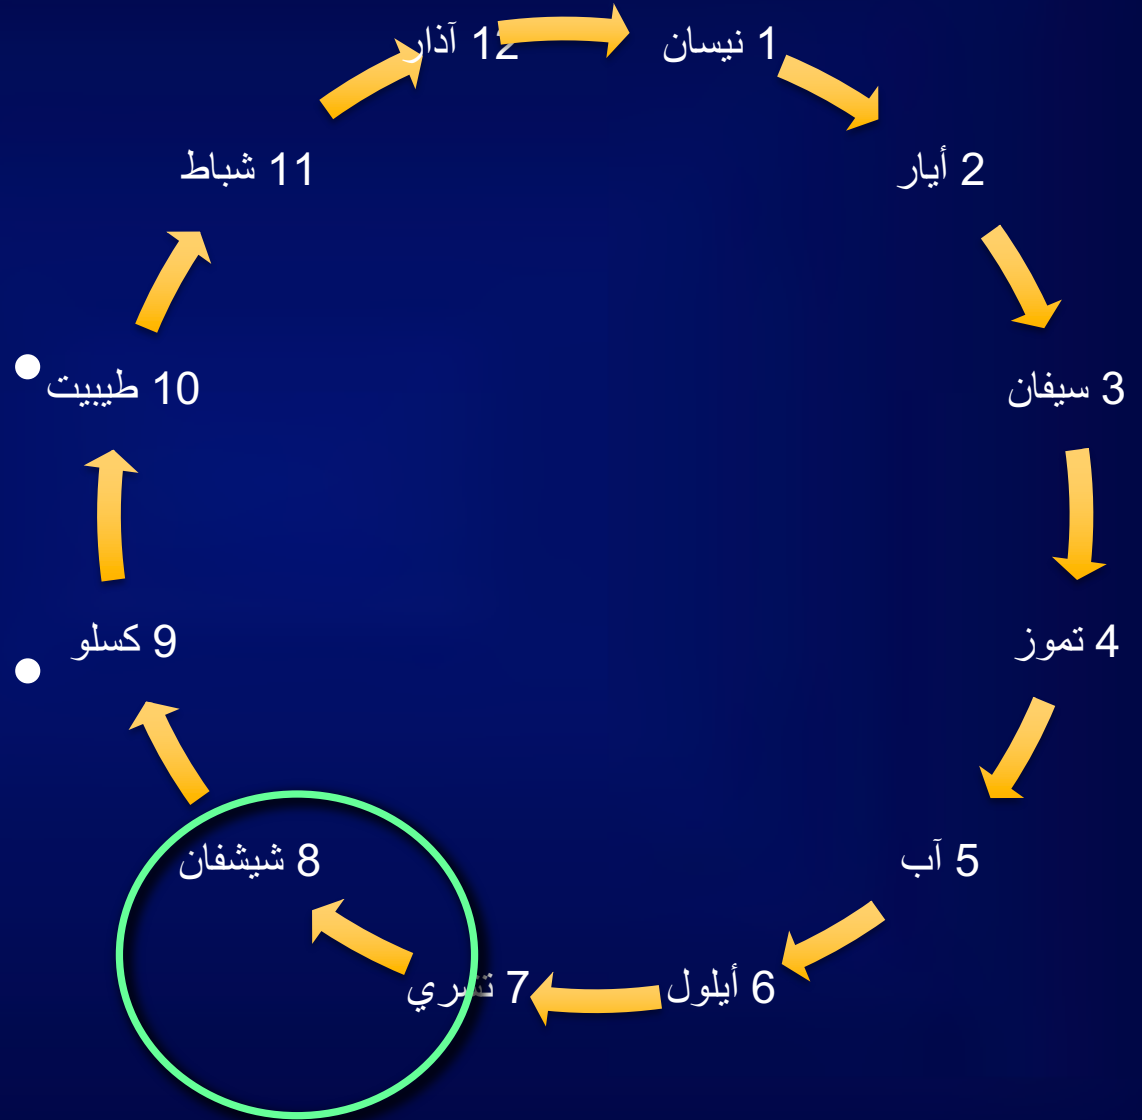 1 نيسان
2 أيار
3 سيفان
4 تموز
5 آب
6 أيلول
7 تشري
8 شيشفان
9 كسلو
10 طيبيت
11 شباط
12 آذار